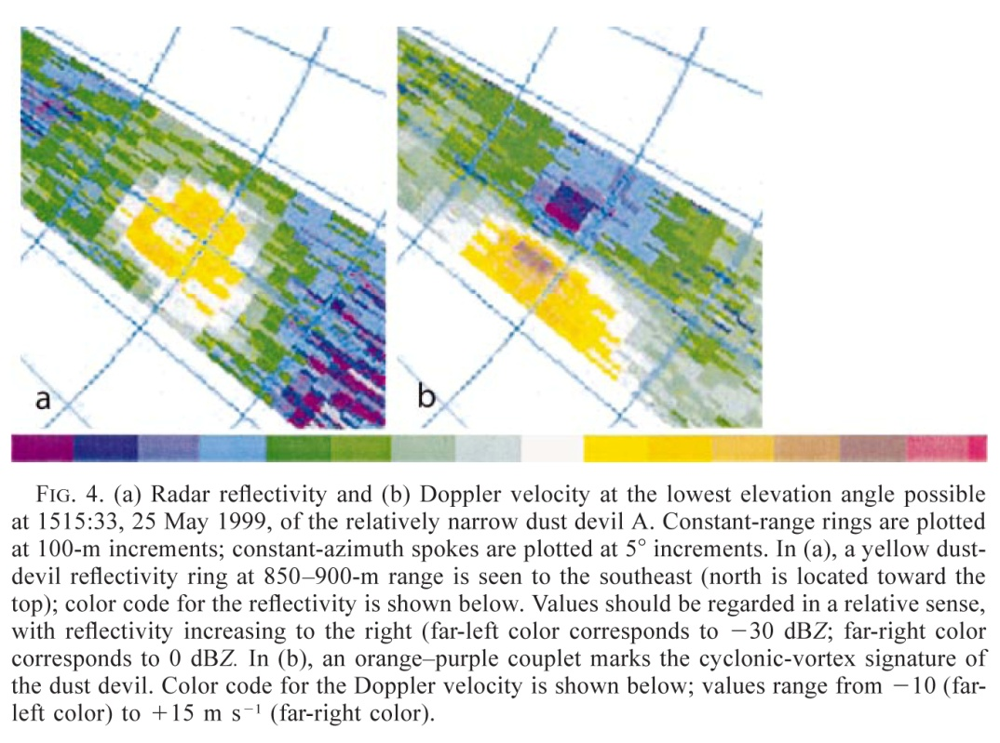 a
b
FIG. 4. (a) Radar reflectivity and (b) Doppler velocity at the lowest elevation angle possible
at 1515:33, 25 May 1999, of the relatively narrow dust devil A. Constant-range rings are plotted
at 100-m increments; constant-azimuth spokes are plotted at 5° increments. In (a), a yellow dust-
devil reflectivity ring at 850–900-m range is seen to the southeast (north is located toward the
top); color code for the reflectivity is shown below. Values should be regarded in a relative sense,
with reflectivity increasing to the right (far-left color corresponds to −30 dBZ; far-right color
corresponds to 0 dBZ. In (b), an orange–purple couplet marks the cyclonic-vortex signature of
the dust devil. Color code for the Doppler velocity is shown below; values range from −10 (far-
left color) to +15 m s⁻¹ (far-right color).